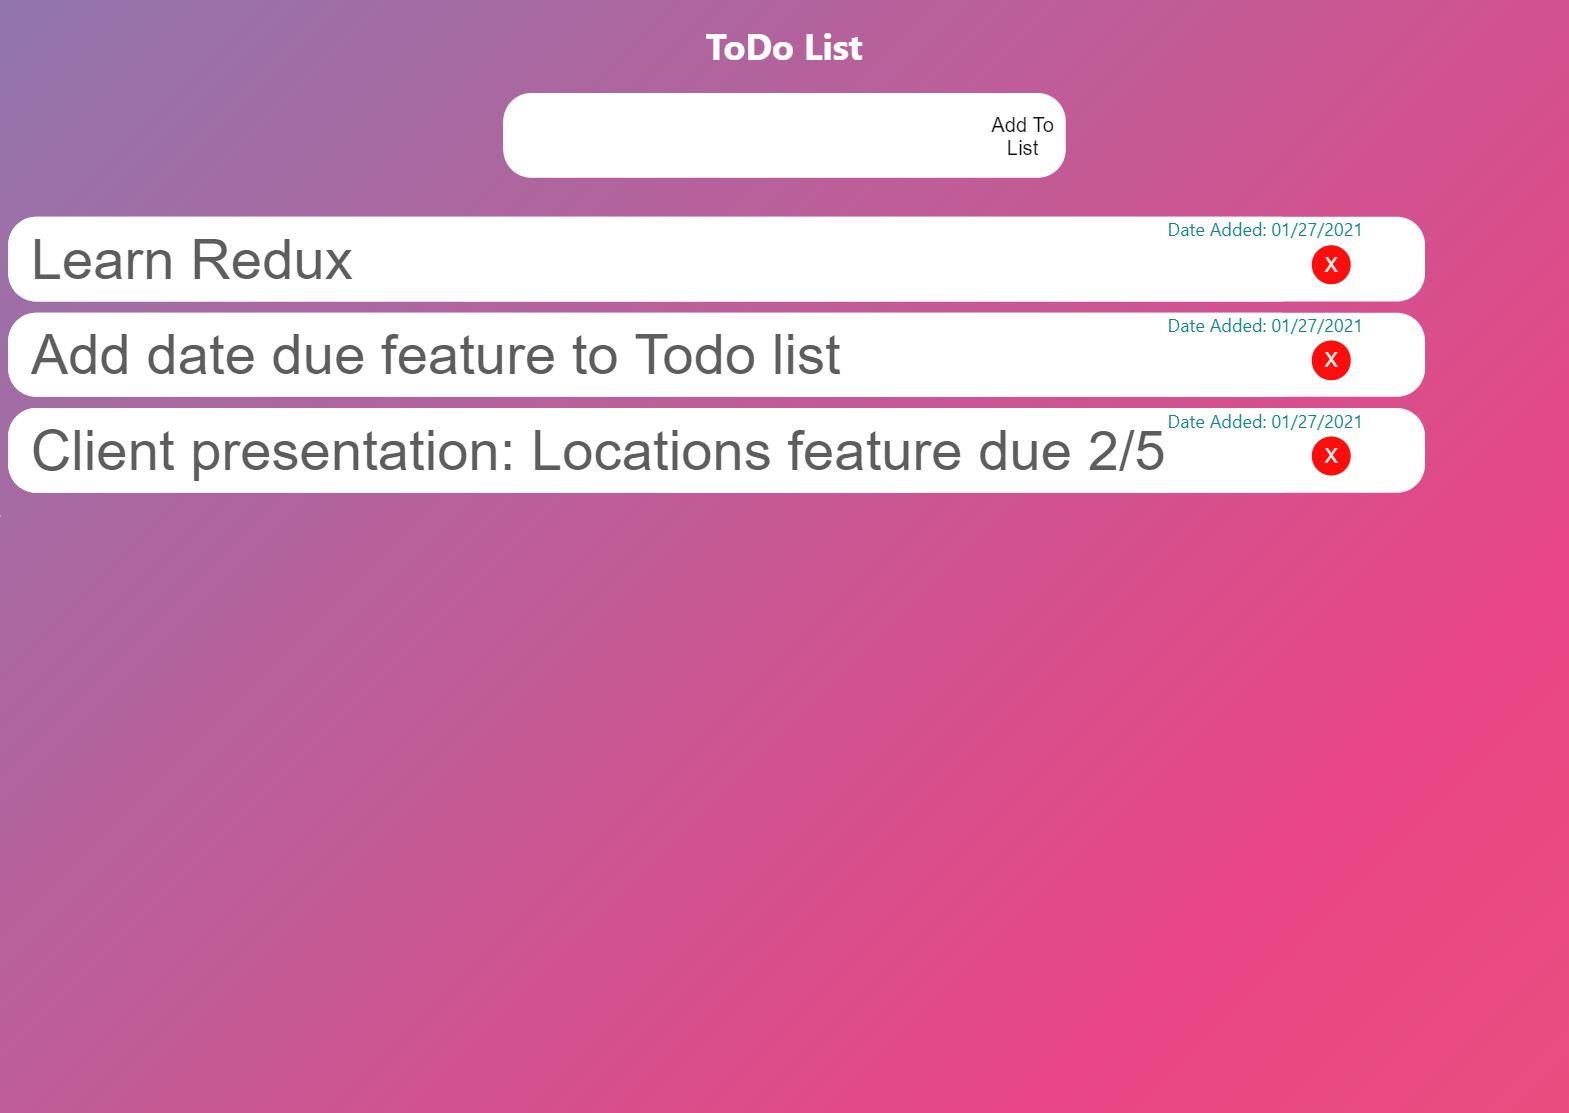 ToDo List
Add To
List
Date Added: 01/27/2021
Learn Redux
X
Date Added: 01/27/2021
Add date due feature to Todo list
X
Date Added: 01/27/2021
Client presentation: Locations feature due 2/5
X